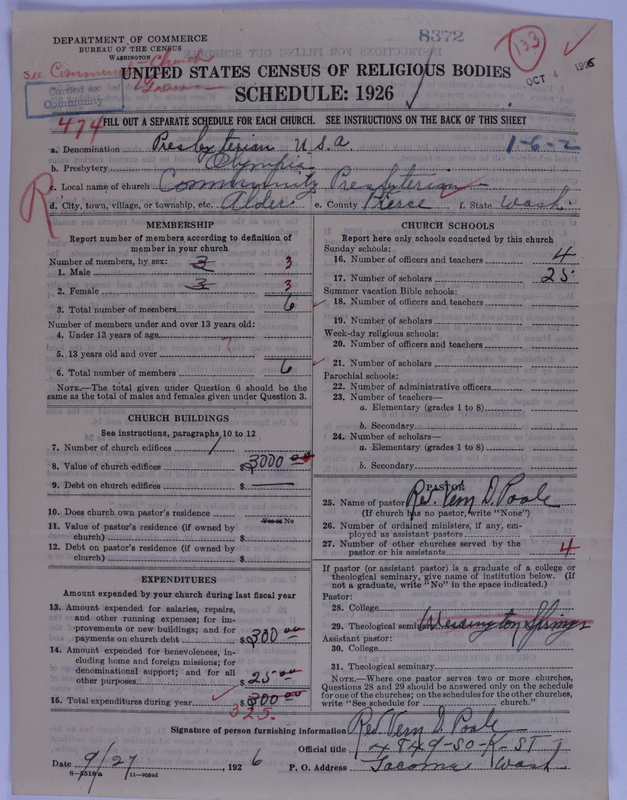 DEPARTMENT OF COMMERCE
BUREAU OF THE CENSUS
WASHINGTON
8372
133
OCT 4 1926
see Community Church
Carried as
Community
UNITED STATES CENSUS OF RELIGIOUS BODIES
SCHEDULE: 1926
474
FILL OUT A SEPARATE SCHEDULE FOR EACH CHURCH. SEE INSTRUCTIONS ON THE BACK OF THIS SHEET
a. Denomination Presbyterian U.S.a 1-6-2
b. Presbytery Olympia
c. Local name of church Community Presbyterian
R
d. City, town, village, or township, etc. Alder e. County Pierse f. State Wash.
MEMBERSHIP
Report number of members according to definition of
member in your church
Number of members, by sex:
1. Male 3 3
2. Female 3 3
3. Total number of members 6
Number of members under and over 13 years old:
4. Under 13 years of age
5. 13 years old and over
6. Total number of members 6
NOTE.—The total given under Question 6 should be the
same as the total of males and females given under Question 3.
CHURCH BUILDINGS
See instructions, paragraphs 10 to 12
7. Number of church edifices 1
8. Value of church edifices $3000 00
9. Debt on church edifices $ —
10. Does church own pastor's residence Yes or No
11. Value of pastor's residence (if owned by
church) $
12. Debt on pastor's residence (if owned by
church) $
EXPENDITURES
Amount expended by your church during last fiscal year
13. Amount expended for salaries, repairs,
and other running expenses; for im-
provements or new buildings; and for
payments on church debt $300 00
14. Amount expended for benevolences, in-
cluding home and foreign missions; for
denominational support; and for all
other purposes $25 00
15. Total expenditures during year $300 00
325.
CHURCH SCHOOLS
Report here only schools conducted by this church
Sunday schools:
16. Number of officers and teachers 4
17. Number of scholars 25
Summer vacation Bible schools:
18. Number of officers and teachers
19. Number of scholars
Week-day religious schools:
20. Number of officers and teachers
21. Number of scholars
Parochial schools:
22. Number of administrative officers
23. Number of teachers—
a. Elementary (grades 1 to 8)
b. Secondary
24. Number of scholars—
a. Elementary (grades 1 to 8)
b. Secondary
PASTOR
25. Name of pastor Rev. Vern D. Poole
(If church has no pastor, write "None")
26. Number of ordained ministers, if any, em-
ployed as assistant pastors
27. Number of other churches served by the
pastor or his assistants 4
If pastor (or assistant pastor) is a graduate of a college or
theological seminary, give name of institution below. (If
not a graduate, write "No" in the space indicated.)
Pastor:
28. College
29. Theological seminary Wessington Springs
Assistant pastor:
30. College
31. Theological seminary
NOTE.—Where one pastor serves two or more churches,
Questions 28 and 29 should be answered only on the schedule
for one of the churches; on the schedules for the other churches,
write "See schedule for church."
Signature of person furnishing information Rev. Vern D. Poole
Official title 4849-So-K-ST
Date 9/27, 1926 P. O. Address Tacoma Wash
8-5318a 11-9054d